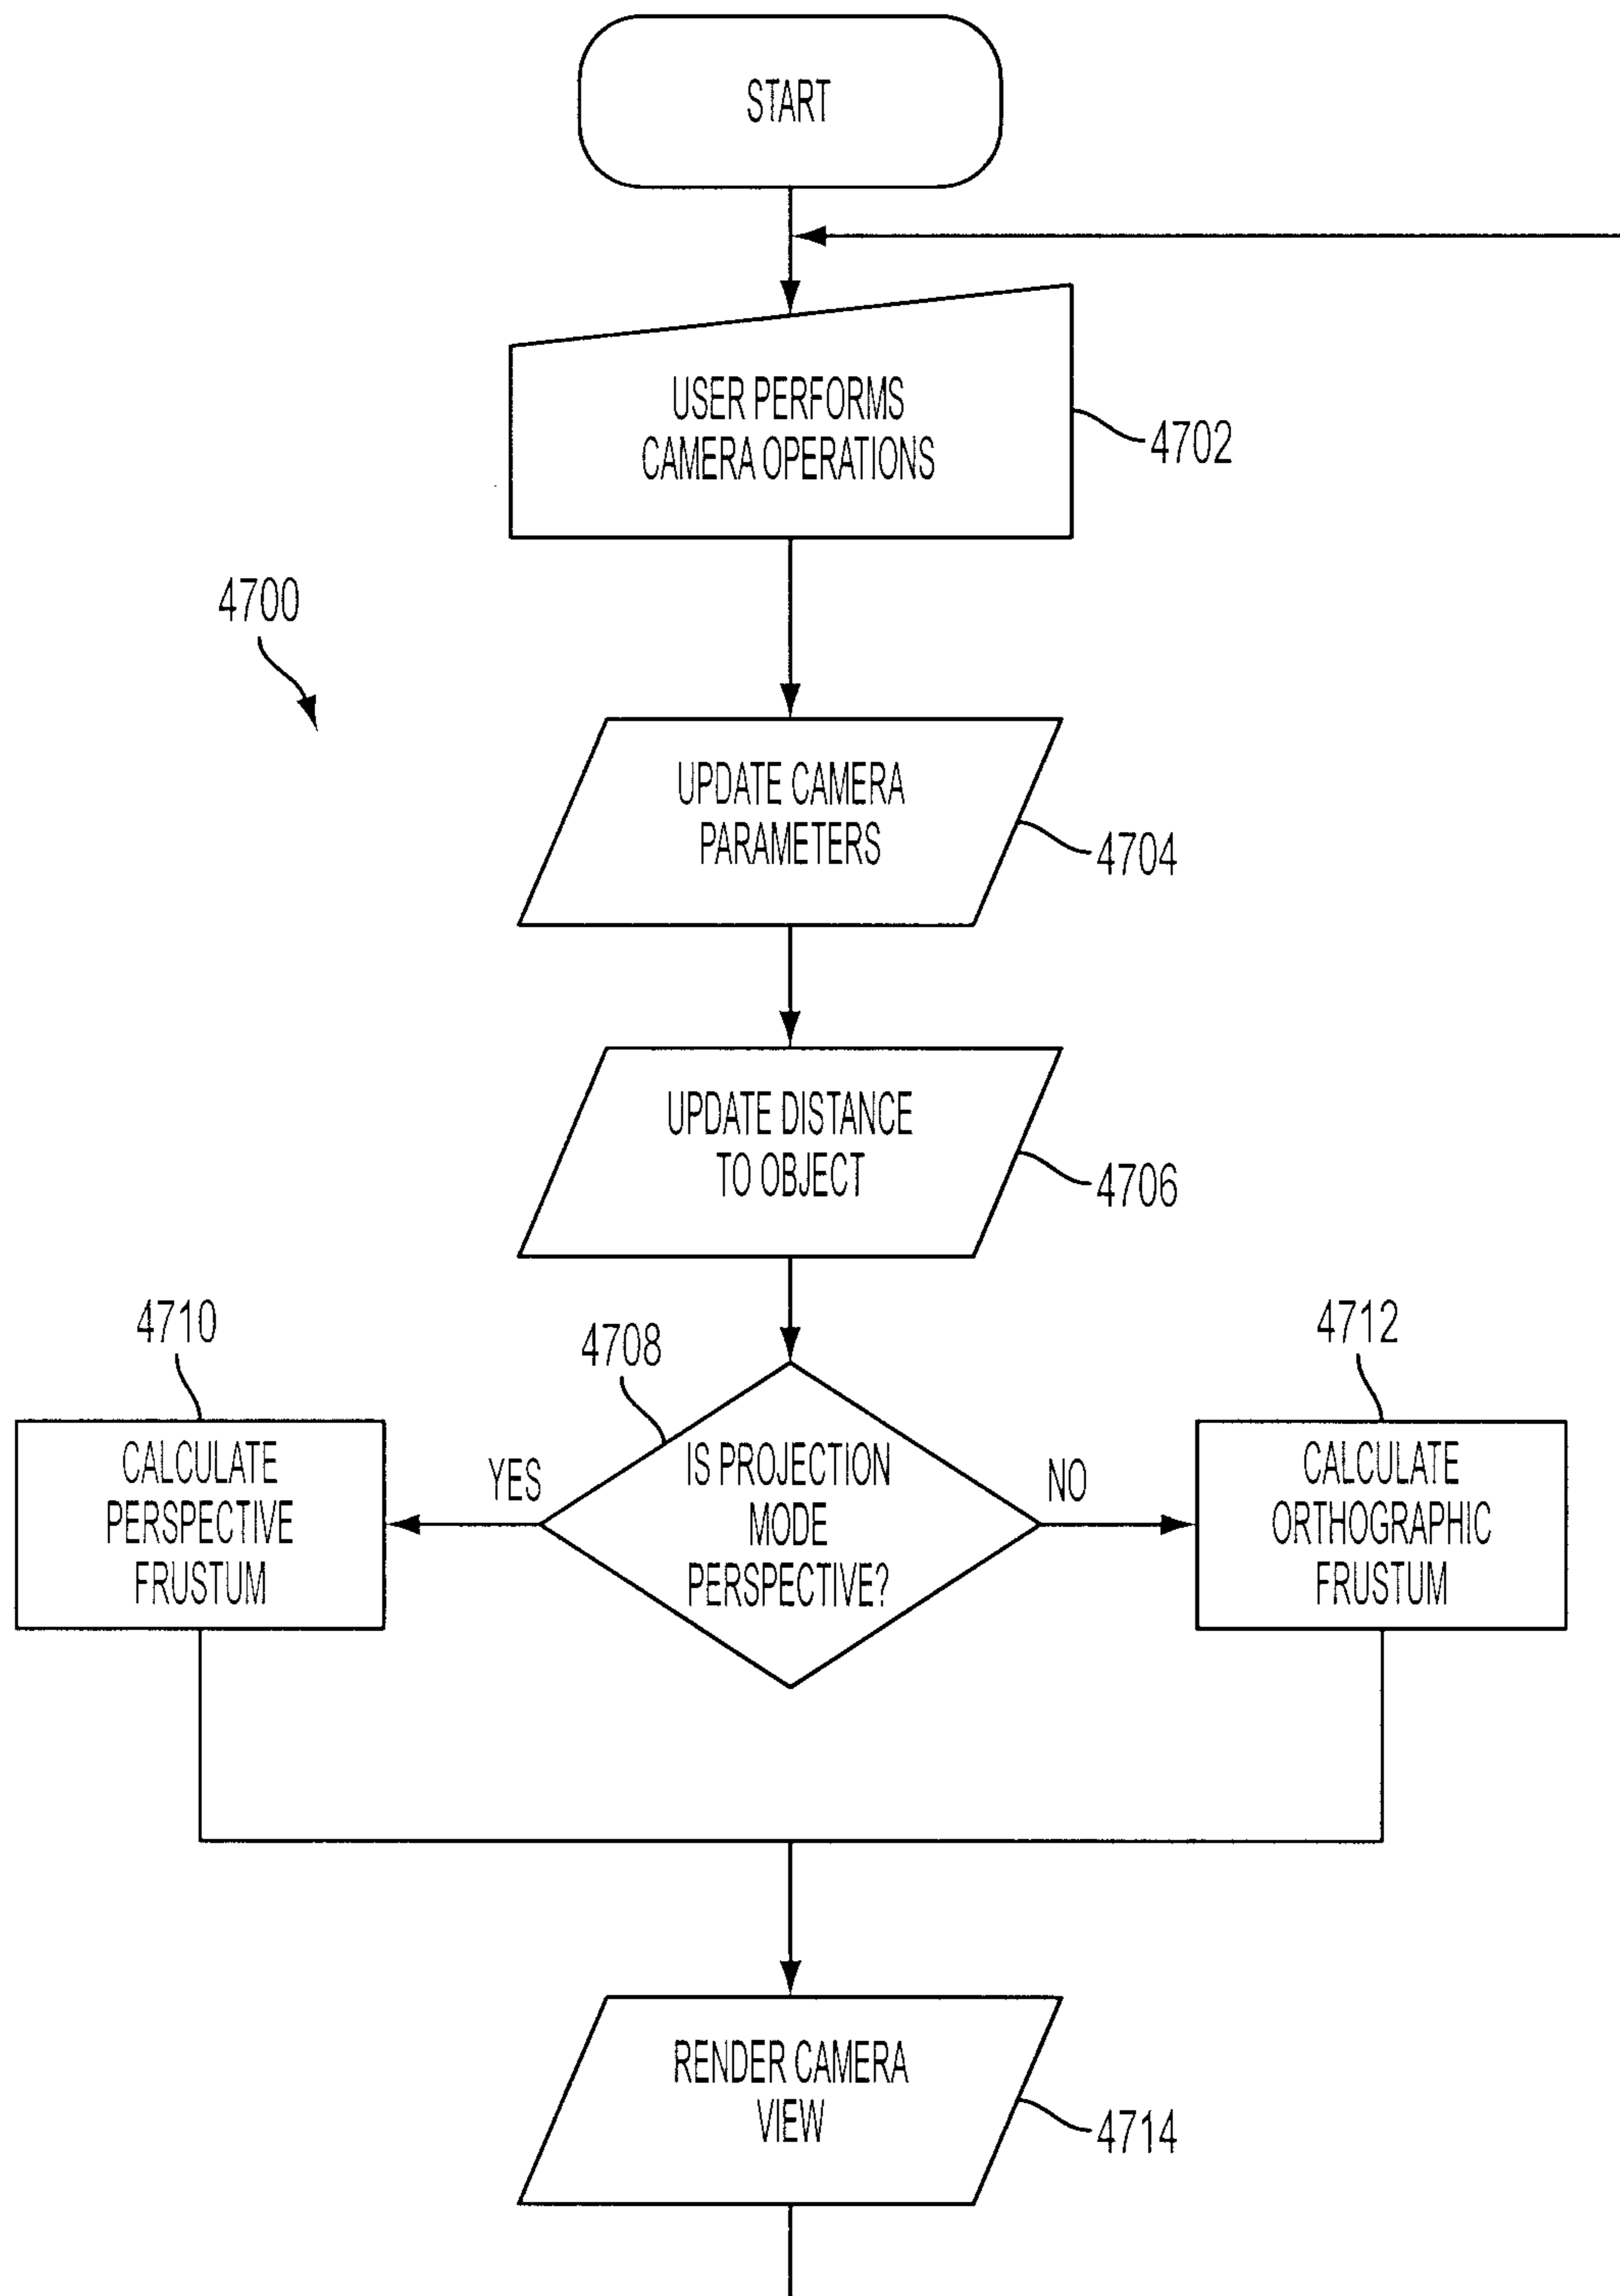 START
USER PERFORMS
CAMERA OPERATIONS
4702
4700
UPDATE CAMERA
PARAMETERS
4704
UPDATE DISTANCE
TO OBJECT
4706
4710
4708
4712
CALCULATE
PERSPECTIVE
FRUSTUM
YES
IS PROJECTION
MODE
PERSPECTIVE?
NO
CALCULATE
ORTHOGRAPHIC
FRUSTUM
RENDER CAMERA
VIEW
4714